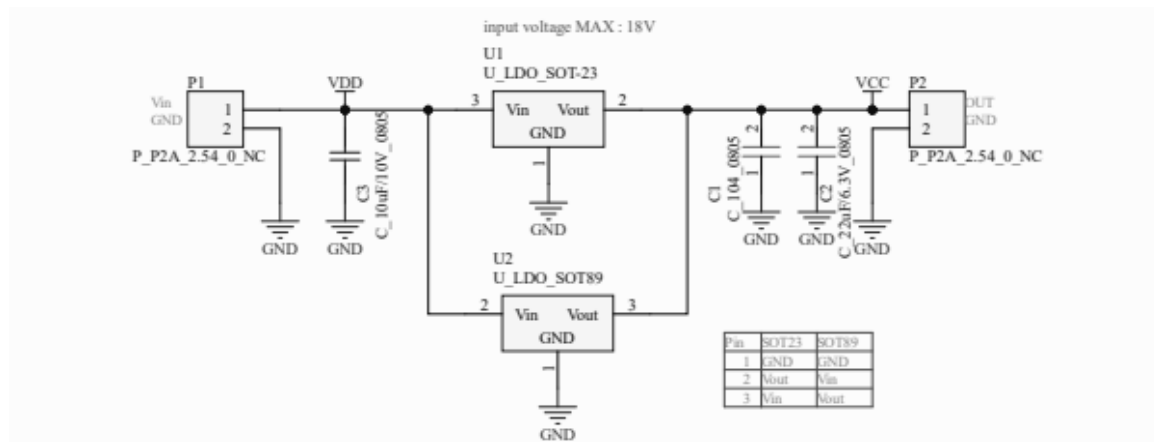 input voltage MAX : 18V
U1
U_LDO_SOT-23
P1
VDD
VCC
P2
Vin
GND
1
2
3
Vin
Vout
2
GND
1
1
2
OUT
GND
P_P2A_2.54_0_NC
P_P2A_2.54_0_NC
C3
C_10uF/10V_0805
2
1
C1
C_104_0805
2
1
C2
C_22uF/6.3V_0805
GND
GND
GND
GND
GND
GND
U2
U_LDO_SOT89
2
Vin
Vout
3
GND
1
GND
Pin SOT23 SOT89
1 GND GND
2 Vout Vin
3 Vin Vout